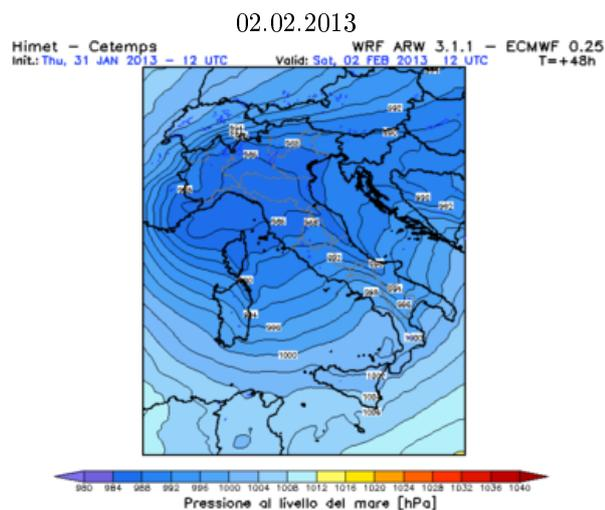 02.02.2013
Himet - Cetemps WRF ARW 3.1.1 - ECMWF 0.25
Init.: Thu, 31 JAN 2013 - 12 UTC Valid: Sat, 02 FEB 2013 12 UTC T=+48h
992
988
1000
980 984 988 992 996 1000 1004 1008 1012 1016 1020 1024 1028 1032 1036 1040
Pressione al livello del mare [hPa]